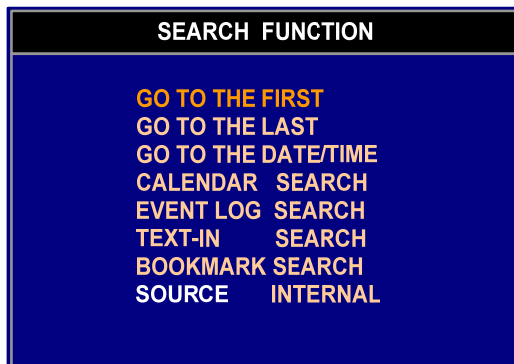 SEARCH FUNCTION
GO TO THE FIRST
GO TO THE LAST
GO TO THE DATE/TIME
CALENDAR SEARCH
EVENT LOG SEARCH
TEXT-IN SEARCH
BOOKMARK SEARCH
SOURCE INTERNAL